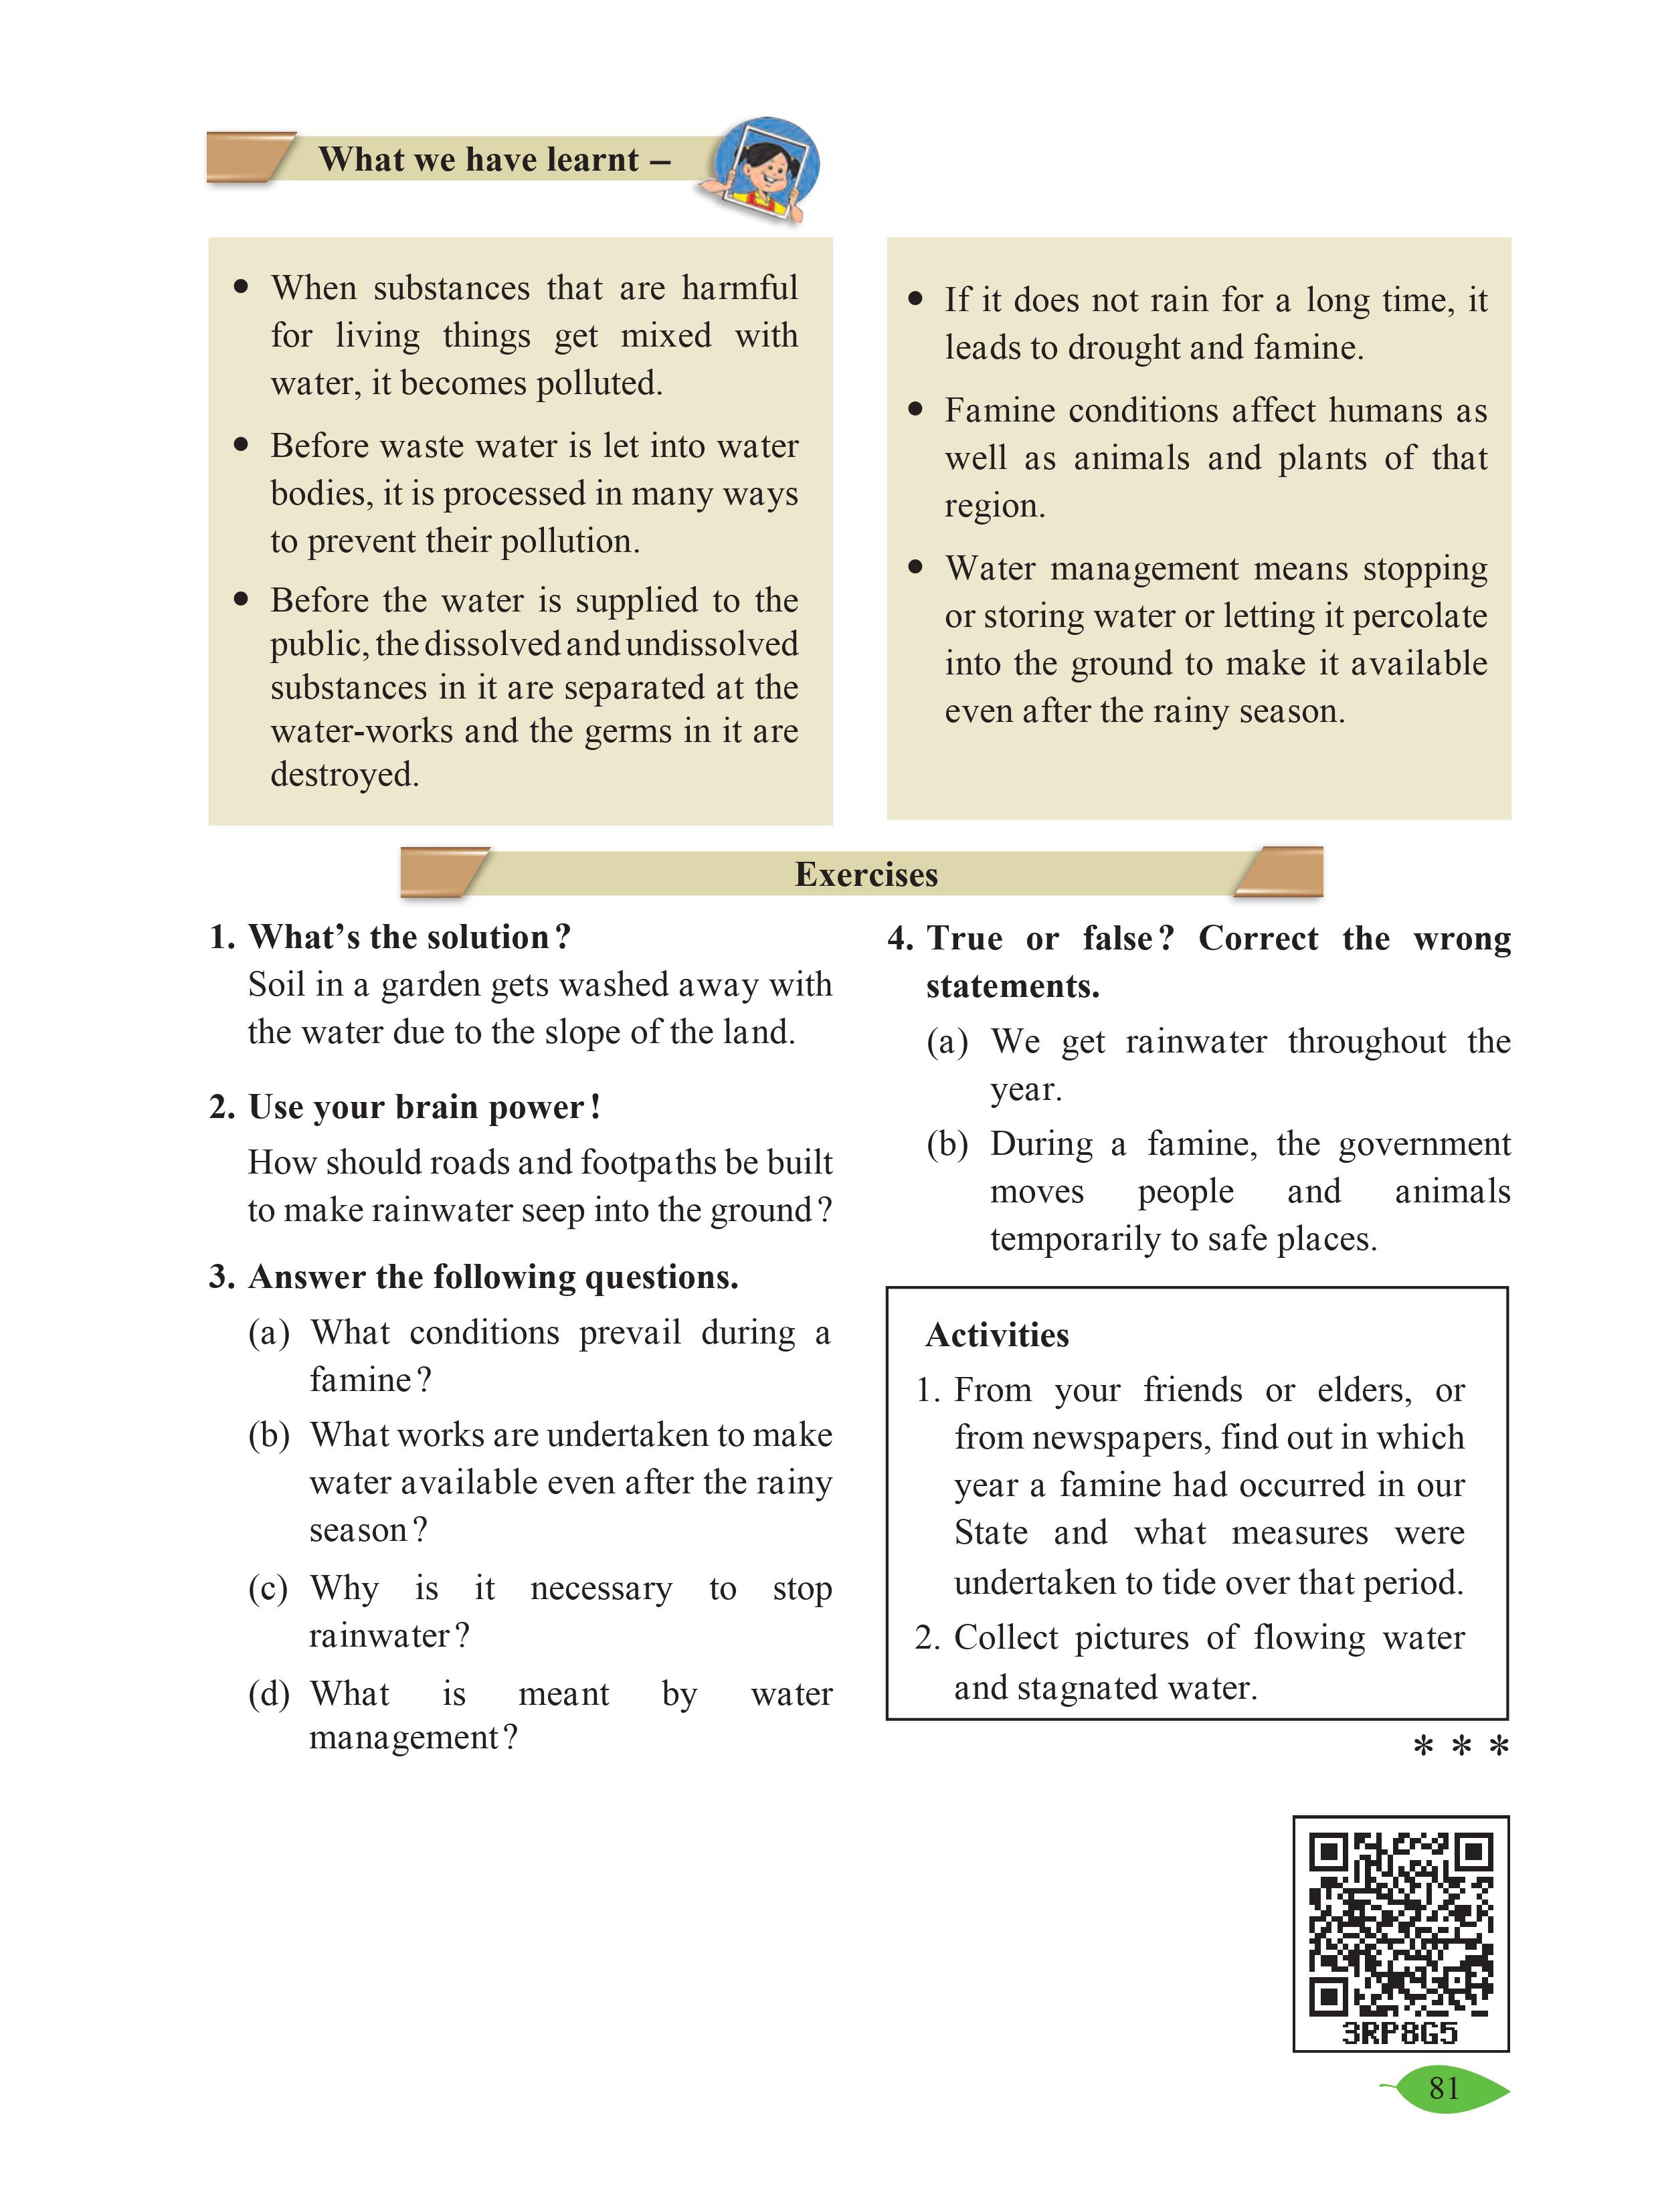 What we have learnt –
• When substances that are harmful
for living things get mixed with
water, it becomes polluted.
• Before waste water is let into water
bodies, it is processed in many ways
to prevent their pollution.
• Before the water is supplied to the
public, the dissolved and undissolved
substances in it are separated at the
water-works and the germs in it are
destroyed.
• If it does not rain for a long time, it
leads to drought and famine.
• Famine conditions affect humans as
well as animals and plants of that
region.
• Water management means stopping
or storing water or letting it percolate
into the ground to make it available
even after the rainy season.
Exercises
1. What’s the solution?
Soil in a garden gets washed away with
the water due to the slope of the land.
2. Use your brain power!
How should roads and footpaths be built
to make rainwater seep into the ground?
3. Answer the following questions.
(a) What conditions prevail during a
famine?
(b) What works are undertaken to make
water available even after the rainy
season?
(c) Why is it necessary to stop
rainwater?
(d) What is meant by water
management?
4. True or false? Correct the wrong
statements.
(a) We get rainwater throughout the
year.
(b) During a famine, the government
moves people and animals
temporarily to safe places.
Activities
1. From your friends or elders, or
from newspapers, find out in which
year a famine had occurred in our
State and what measures were
undertaken to tide over that period.
2. Collect pictures of flowing water
and stagnated water.
* * *
3RP8G5
81